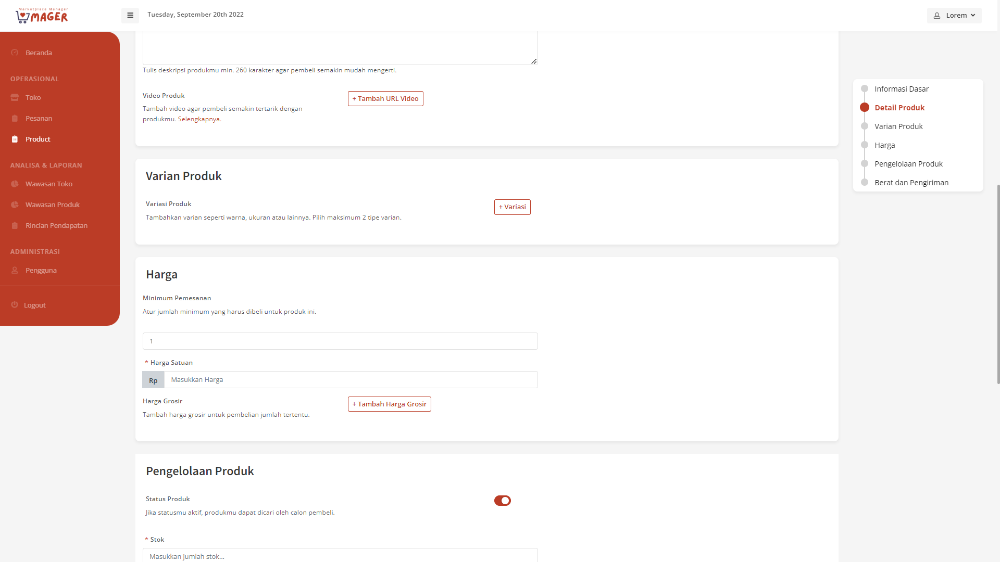 Marketplace Manager
MAGER
Tuesday, September 20th 2022
Lorem
Beranda
OPERASIONAL
Toko
Pesanan
Product
ANALISA & LAPORAN
Wawasan Toko
Wawasan Produk
Rincian Pendapatan
ADMINISTRASI
Pengguna
Logout
Tulis deskripsi produkmu min. 260 karakter agar pembeli semakin mudah mengerti.
Video Produk
+ Tambah URL Video
Tambah video agar pembeli semakin tertarik dengan
produkmu. Selengkapnya.
Varian Produk
Variasi Produk
+ Variasi
Tambahkan varian seperti warna, ukuran atau lainnya. Pilih maksimum 2 tipe varian.
Harga
Minimum Pemesanan
Atur jumlah minimum yang harus dibeli untuk produk ini.
1
* Harga Satuan
Rp
Masukkan Harga
Harga Grosir
+ Tambah Harga Grosir
Tambah harga grosir untuk pembelian jumlah tertentu.
Pengelolaan Produk
Status Produk
Jika statusmu aktif, produkmu dapat dicari oleh calon pembeli.
* Stok
Masukkan jumlah stok...
Informasi Dasar
Detail Produk
Varian Produk
Harga
Pengelolaan Produk
Berat dan Pengiriman